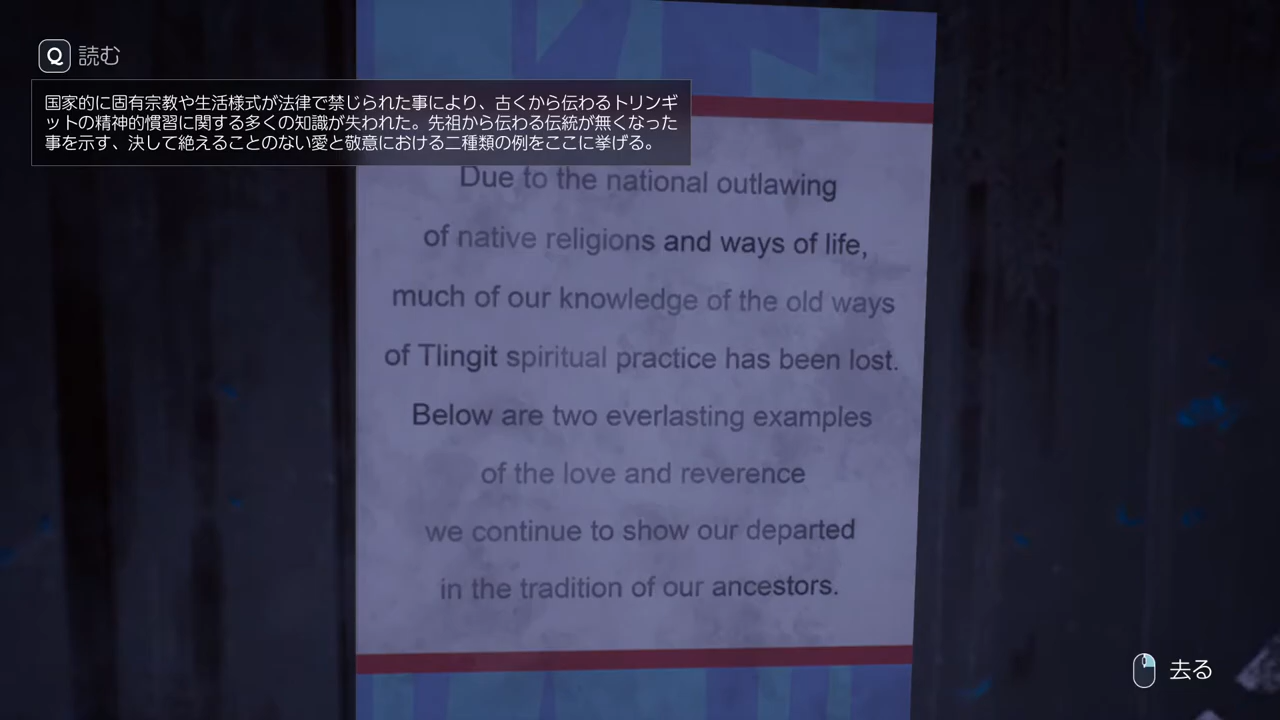 Q 読む
国家的に固有宗教や生活様式が法律で禁じられた事により、古くから伝わるトリンギ
ットの精神的慣習に関する多くの知識が失われた。先祖から伝わる伝統が無くなった
事を示す、決して絶えることのない愛と敬意における二種類の例をここに挙げる。
Due to the national outlawing
of native religions and ways of life,
much of our knowledge of the old ways
of Tlingit spiritual practice has been lost.
Below are two everlasting examples
of the love and reverence
we continue to show our departed
in the tradition of our ancestors.
去る